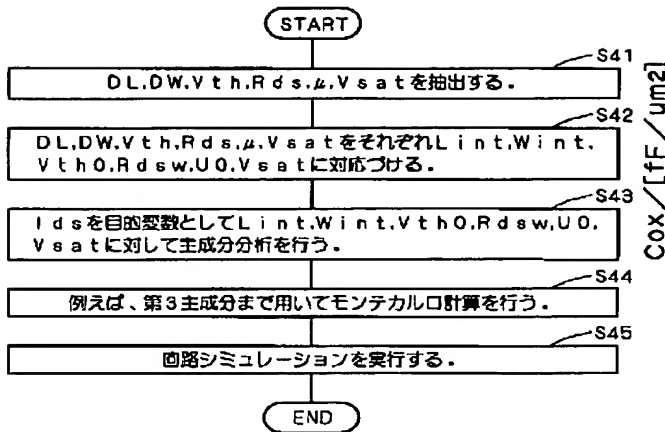 START
S41
DL,DW,Vth,Rds,μ,Vsatを抽出する。
S42
DL,DW,Vth,Rds,μ,VsatをそれぞれLint,Wint,
Vth0,Rdsw,U0,Vsatに対応づける。
S43
Idsを目的変数としてLint,Wint,Vth0,Rdsw,U0,
Vsatに対して主成分分析を行う。
S44
例えば、第3主成分まで用いてモンテカルロ計算を行う。
S45
回路シミュレーションを実行する。
END
Cox/[fF/um2]